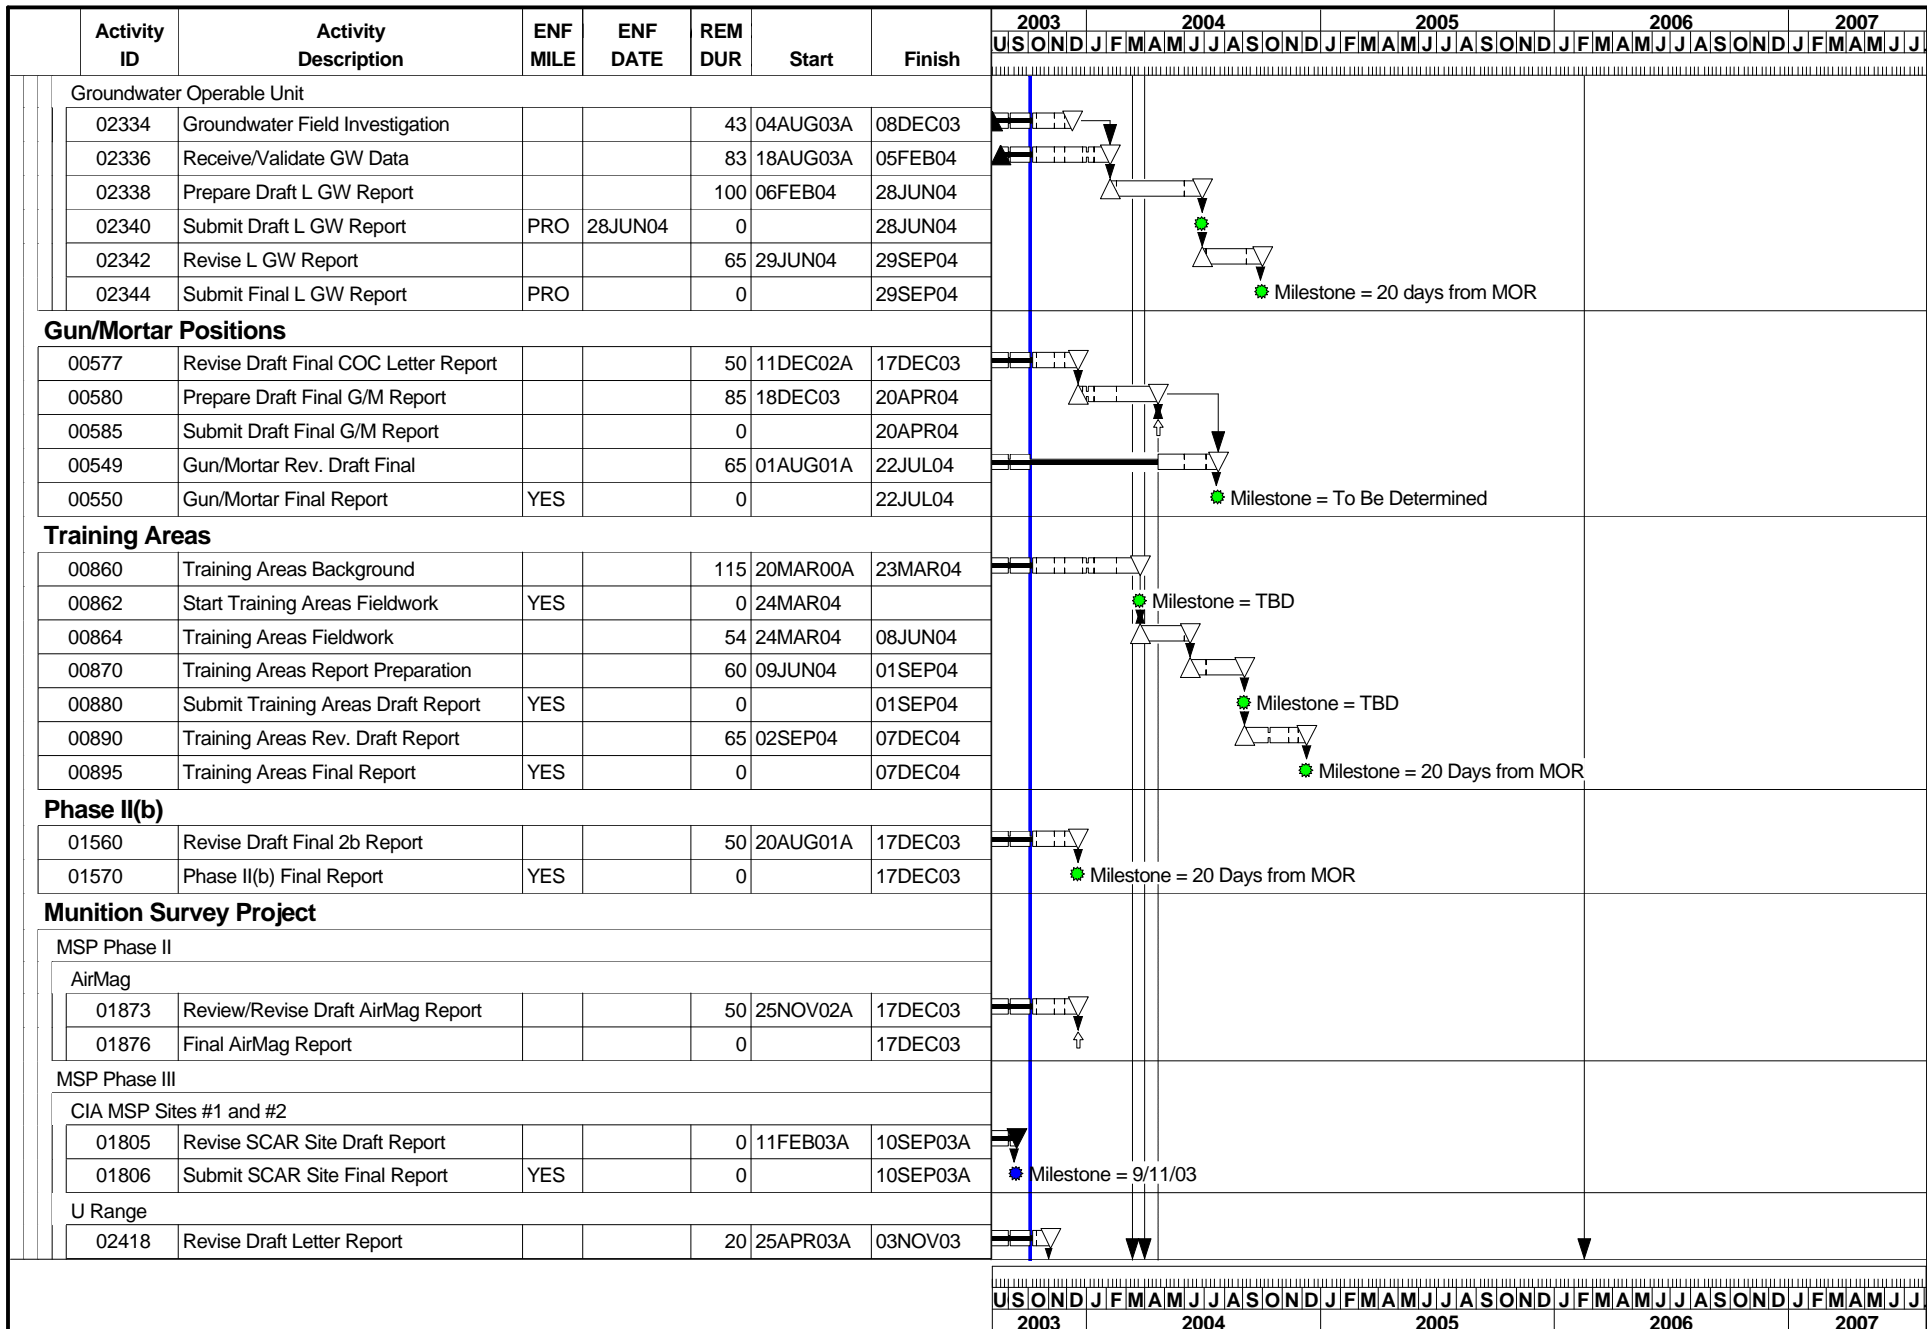 Activity ID Activity Description ENF MILE ENF DATE REM DUR Start Finish
2003 2004 2005 2006 2007
U S O N D J F M A M J J A S O N D J F M A M J J A S O N D J F M A M J J A S O N D J F M A M J J
Groundwater Operable Unit
02334 Groundwater Field Investigation 43 04AUG03A 08DEC03
02336 Receive/Validate GW Data 83 18AUG03A 05FEB04
02338 Prepare Draft L GW Report 100 06FEB04 28JUN04
02340 Submit Draft L GW Report PRO 28JUN04 0 28JUN04
02342 Revise L GW Report 65 29JUN04 29SEP04
02344 Submit Final L GW Report PRO 0 29SEP04 Milestone = 20 days from MOR
Gun/Mortar Positions
00577 Revise Draft Final COC Letter Report 50 11DEC02A 17DEC03
00580 Prepare Draft Final G/M Report 85 18DEC03 20APR04
00585 Submit Draft Final G/M Report 0 20APR04
00549 Gun/Mortar Rev. Draft Final 65 01AUG01A 22JUL04
00550 Gun/Mortar Final Report YES 0 22JUL04 Milestone = To Be Determined
Training Areas
00860 Training Areas Background 115 20MAR00A 23MAR04
00862 Start Training Areas Fieldwork YES 0 24MAR04 Milestone = TBD
00864 Training Areas Fieldwork 54 24MAR04 08JUN04
00870 Training Areas Report Preparation 60 09JUN04 01SEP04
00880 Submit Training Areas Draft Report YES 0 01SEP04 Milestone = TBD
00890 Training Areas Rev. Draft Report 65 02SEP04 07DEC04
00895 Training Areas Final Report YES 0 07DEC04 Milestone = 20 Days from MOR
Phase II(b)
01560 Revise Draft Final 2b Report 50 20AUG01A 17DEC03
01570 Phase II(b) Final Report YES 0 17DEC03 Milestone = 20 Days from MOR
Munition Survey Project
MSP Phase II
AirMag
01873 Review/Revise Draft AirMag Report 50 25NOV02A 17DEC03
01876 Final AirMag Report 0 17DEC03
MSP Phase III
CIA MSP Sites #1 and #2
01805 Revise SCAR Site Draft Report 0 11FEB03A 10SEP03A
01806 Submit SCAR Site Final Report YES 0 10SEP03A Milestone = 9/11/03
U Range
02418 Revise Draft Letter Report 20 25APR03A 03NOV03
U S O N D J F M A M J J A S O N D J F M A M J J A S O N D J F M A M J J A S O N D J F M A M J J
2003 2004 2005 2006 2007